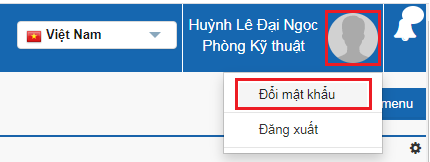 Việt Nam
Huỳnh Lê Đại Ngọc
Phòng Kỹ thuật
Đổi mật khẩu
menu
Đăng xuất